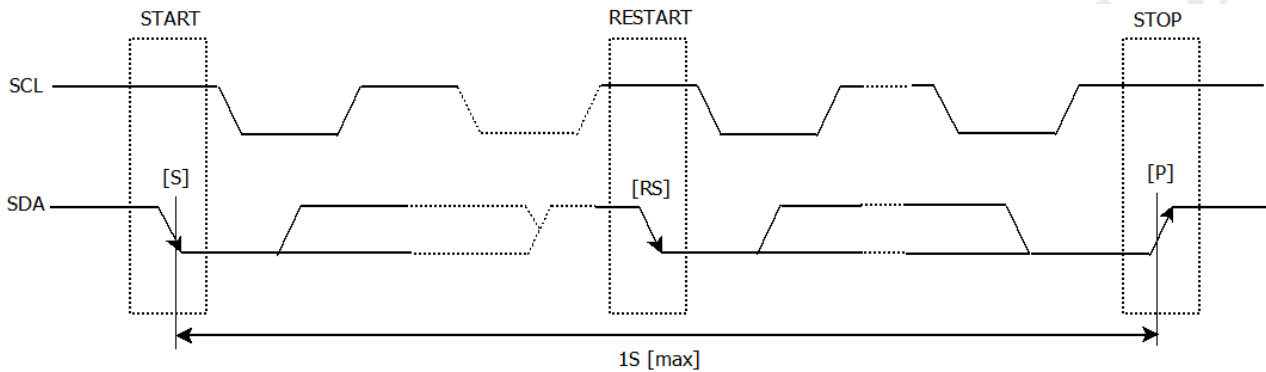 START RESTART STOP
SCL
[S] [RS] [P]
SDA
1S [max]